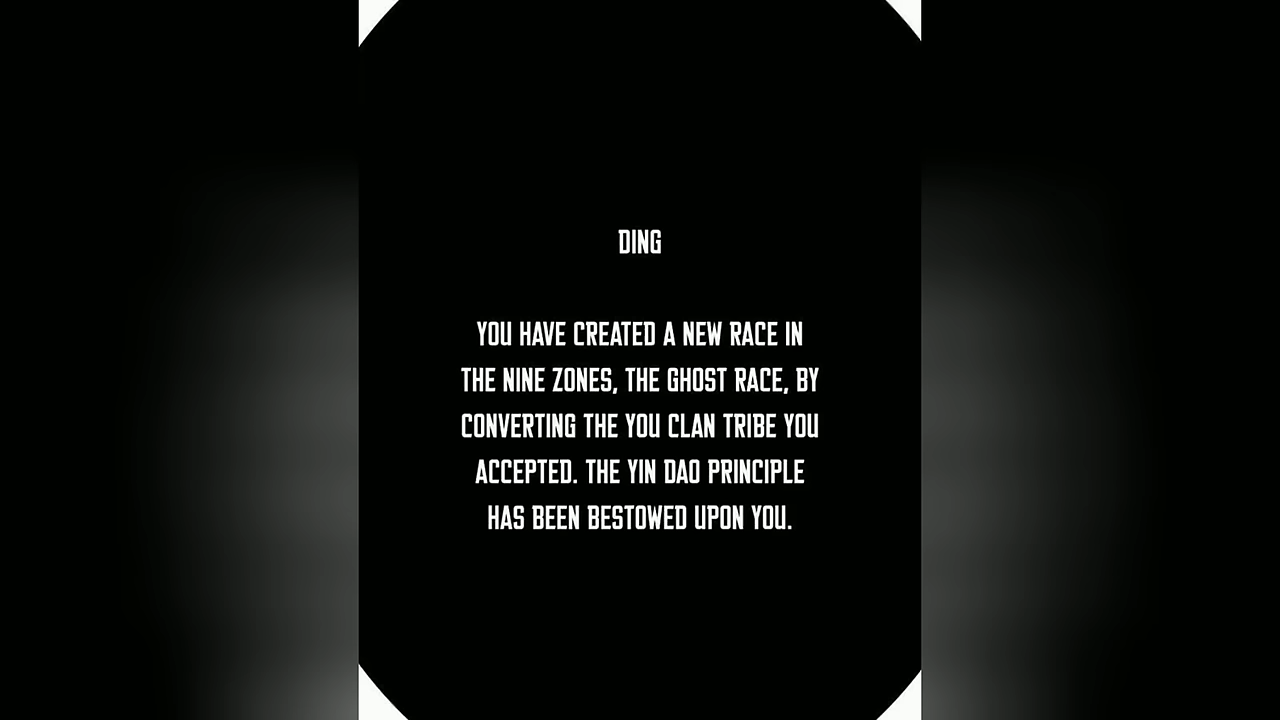 DING
YOU HAVE CREATED A NEW RACE IN
THE NINE ZONES, THE GHOST RACE, BY
CONVERTING THE YOU CLAN TRIBE YOU
ACCEPTED. THE YIN DAO PRINCIPLE
HAS BEEN BESTOWED UPON YOU.